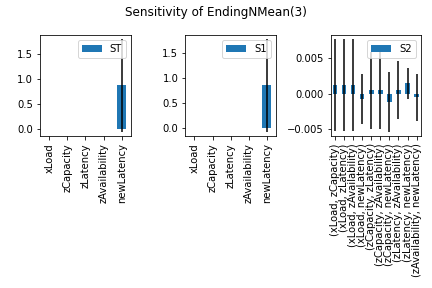 Sensitivity of EndingNMean(3)
ST
1.5
1.0
0.5
0.0
xLoad
zCapacity
zLatency
zAvailability
newLatency
S1
1.5
1.0
0.5
0.0
xLoad
zCapacity
zLatency
zAvailability
newLatency
S2
0.005
0.000
−0.005
(xLoad, zCapacity)
(xLoad, zLatency)
(xLoad, zAvailability)
(xLoad, newLatency)
(zCapacity, zLatency)
(zCapacity, zAvailability)
(zCapacity, newLatency)
(zLatency, zAvailability)
(zLatency, newLatency)
(zAvailability, newLatency)